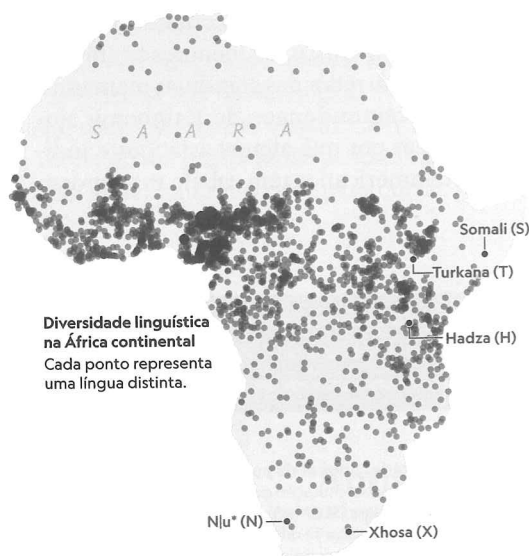 S A A R A
Somali (S)
Turkana (T)
Diversidade linguística
na África continental
Cada ponto representa
uma língua distinta.
Hadza (H)
N|u* (N)
Xhosa (X)